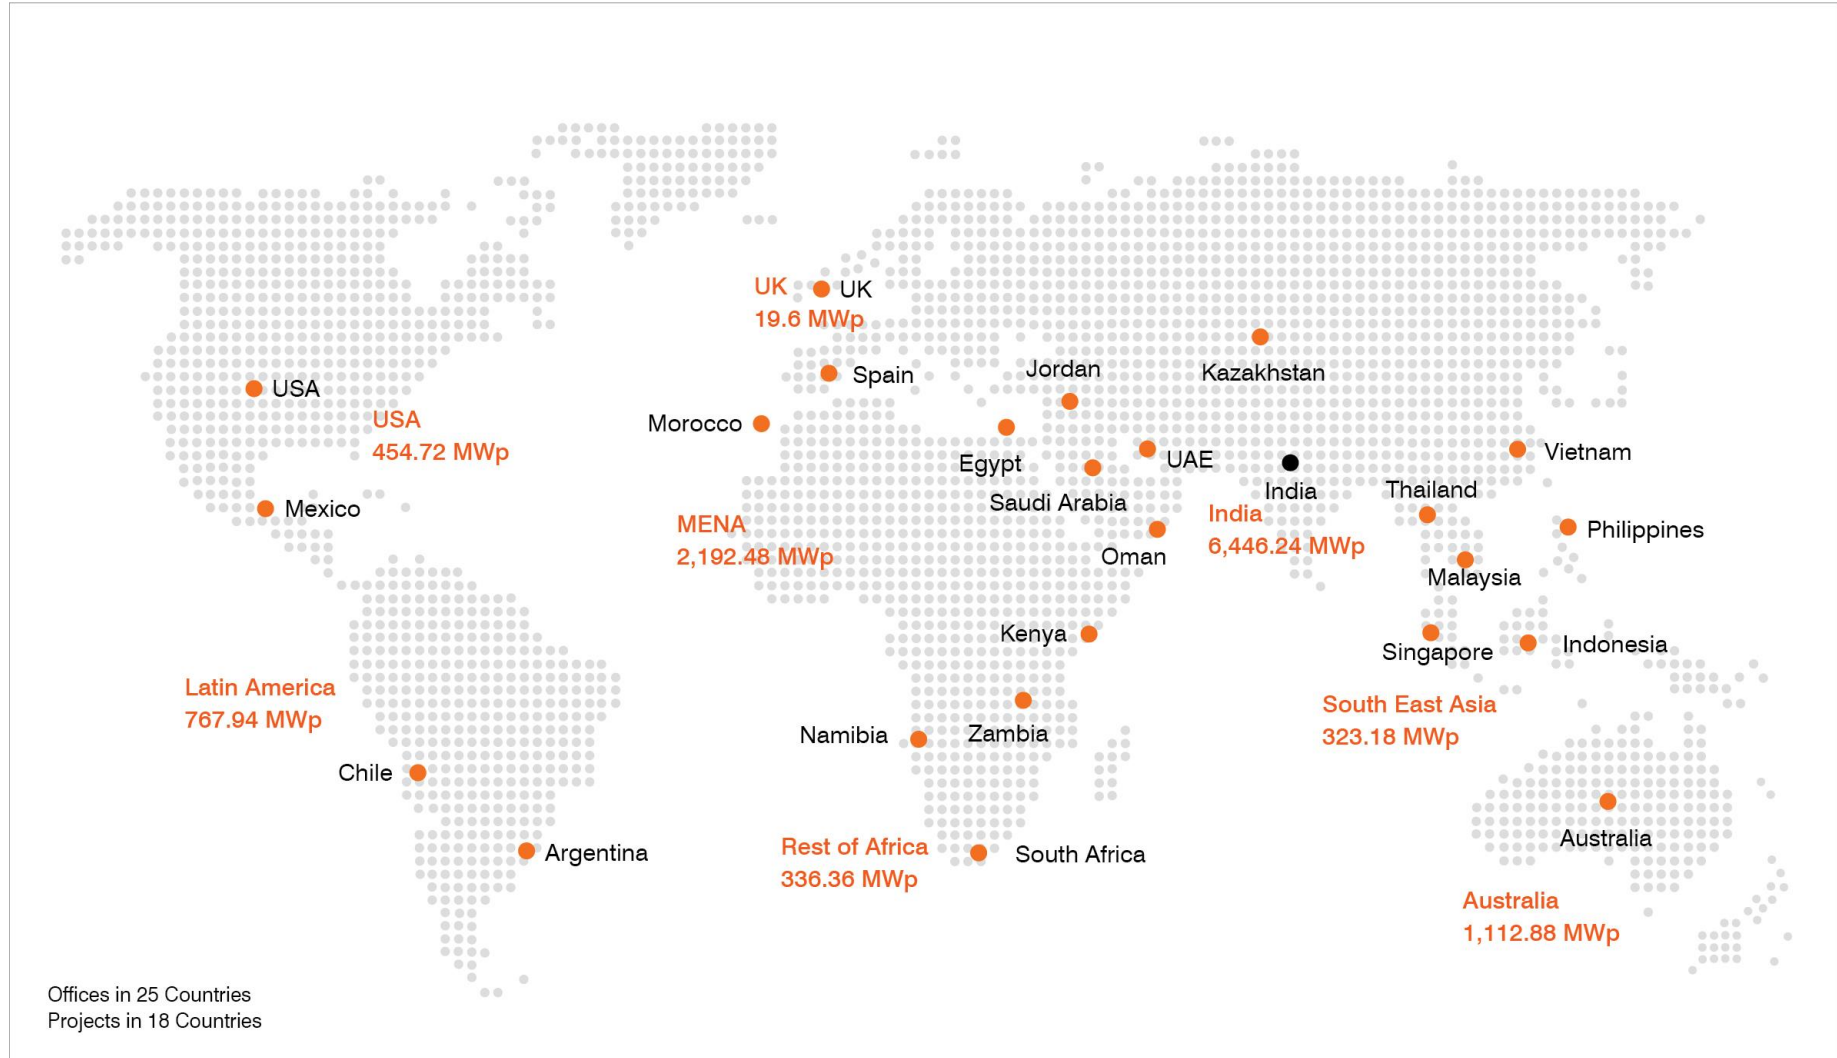 UK
19.6 MWp
UK
Spain
Jordan
Kazakhstan
USA
USA
454.72 MWp
Morocco
Egypt
UAE
Saudi Arabia
India
India
6,446.24 MWp
Thailand
Vietnam
Mexico
MENA
2,192.48 MWp
Oman
Philippines
Malaysia
Kenya
Singapore
Indonesia
Latin America
767.94 MWp
South East Asia
323.18 MWp
Namibia
Zambia
Chile
Australia
Argentina
Rest of Africa
336.36 MWp
South Africa
Australia
1,112.88 MWp
Offices in 25 Countries
Projects in 18 Countries